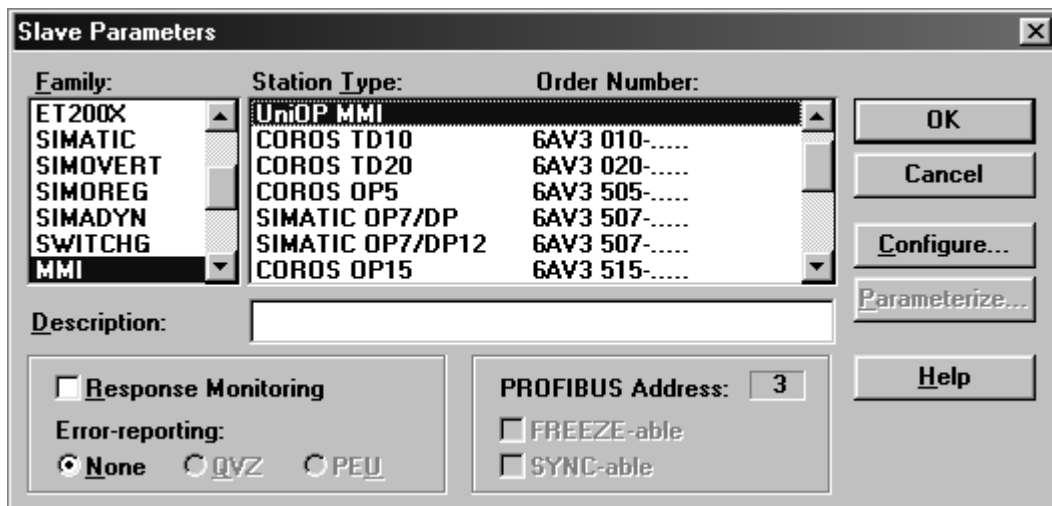 Slave Parameters
Family:
Station Type:
Order Number:
ET200X
SIMATIC
SIMOVERT
SIMOREG
SIMADYN
SWITCHG
MMI
UniOP MMI
COROS TD10 6AV3 010-.....
COROS TD20 6AV3 020-.....
COROS OP5 6AV3 505-.....
SIMATIC OP7/DP 6AV3 507-.....
SIMATIC OP7/DP12 6AV3 507-.....
COROS OP15 6AV3 515-.....
OK
Cancel
Configure...
Parameterize...
Help
Description:
Response Monitoring
Error-reporting:
None QVZ PEU
PROFIBUS Address: 3
FREEZE-able
SYNC-able